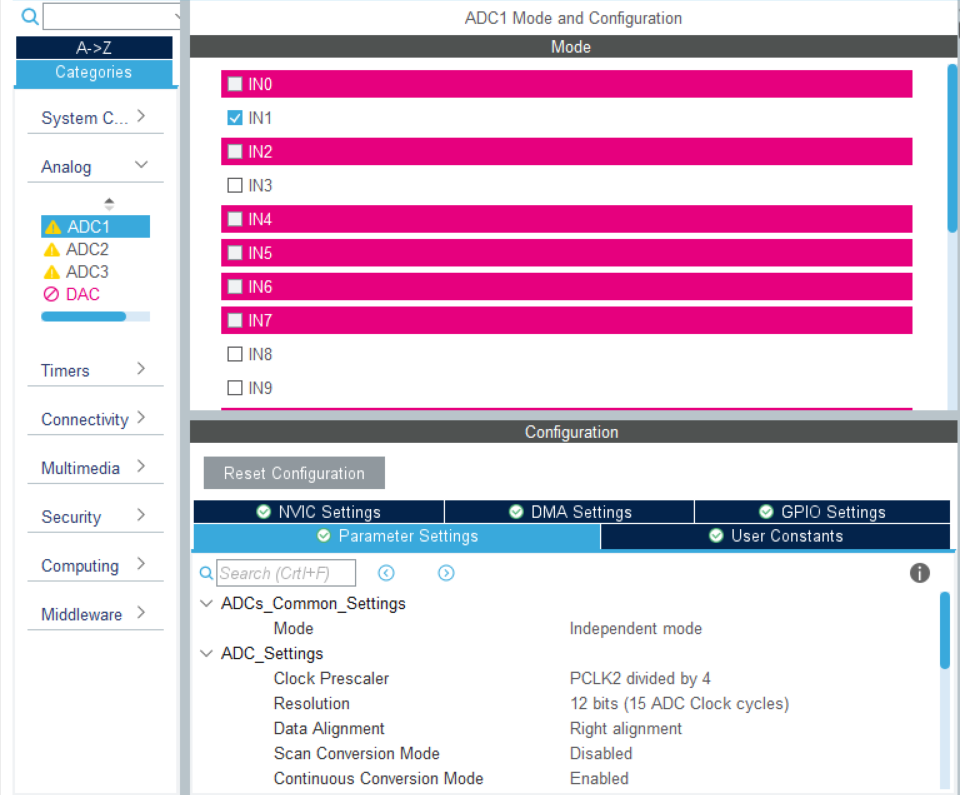 ADC1 Mode and Configuration
A->Z
Categories
System C...
Analog
ADC1
ADC2
ADC3
DAC
Timers
Connectivity
Multimedia
Security
Computing
Middleware
Mode
IN0
IN1
IN2
IN3
IN4
IN5
IN6
IN7
IN8
IN9
Configuration
Reset Configuration
NVIC Settings DMA Settings GPIO Settings
Parameter Settings User Constants
Search (Crtl+F)
ADCs_Common_Settings
Mode Independent mode
ADC_Settings
Clock Prescaler PCLK2 divided by 4
Resolution 12 bits (15 ADC Clock cycles)
Data Alignment Right alignment
Scan Conversion Mode Disabled
Continuous Conversion Mode Enabled